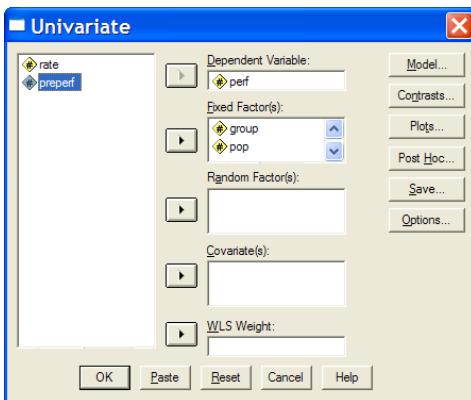 Univariate
rate
preperf
Dependent Variable:
perf
Fixed Factor(s):
group
pop
Random Factor(s):
Covariate(s):
WLS Weight:
Model...
Contrasts...
Plots...
Post Hoc...
Save...
Options...
OK
Paste
Reset
Cancel
Help